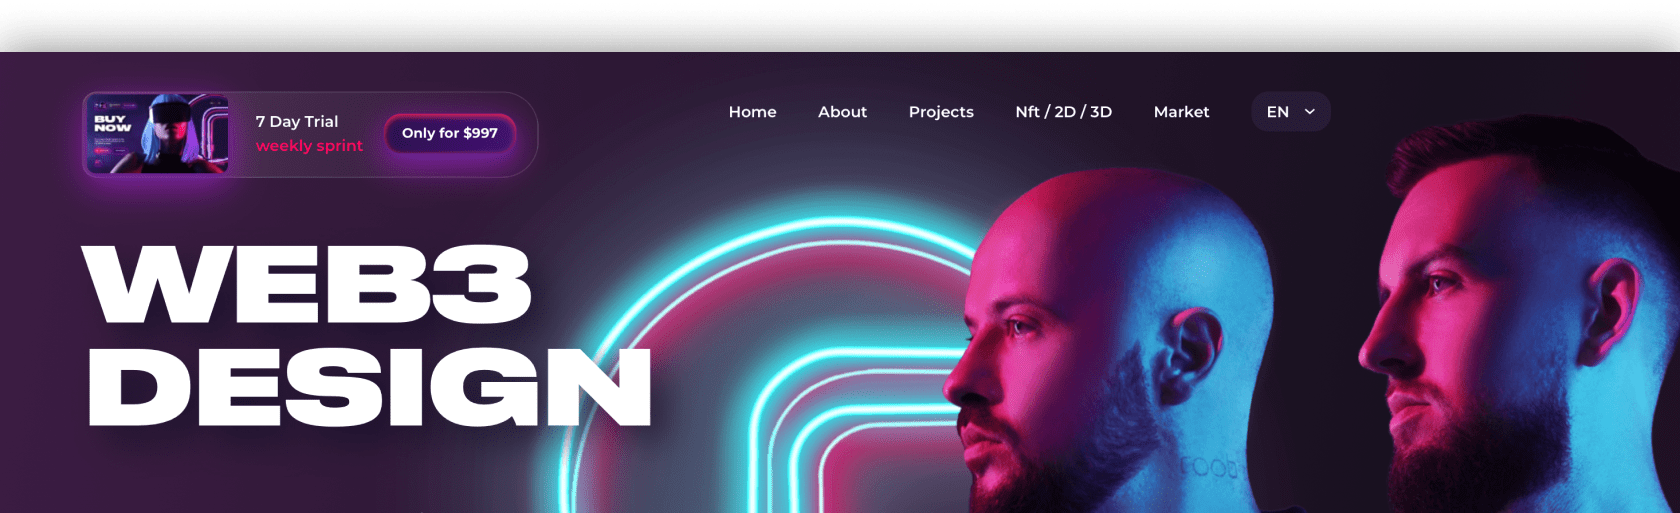 BUY
NOW
7 Day Trial
weekly sprint
Only for $997
Home
About
Projects
Nft / 2D / 3D
Market
EN
WEB3
DESIGN